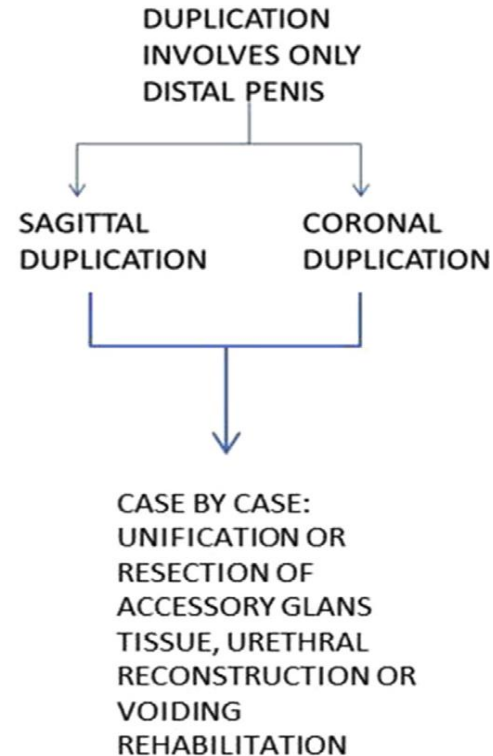 DUPLICATION
INVOLVES ONLY
DISTAL PENIS
SAGITTAL
DUPLICATION
CORONAL
DUPLICATION
CASE BY CASE:
UNIFICATION OR
RESECTION OF
ACCESSORY GLANS
TISSUE, URETHRAL
RECONSTRUCTION OR
VOIDING
REHABILITATION